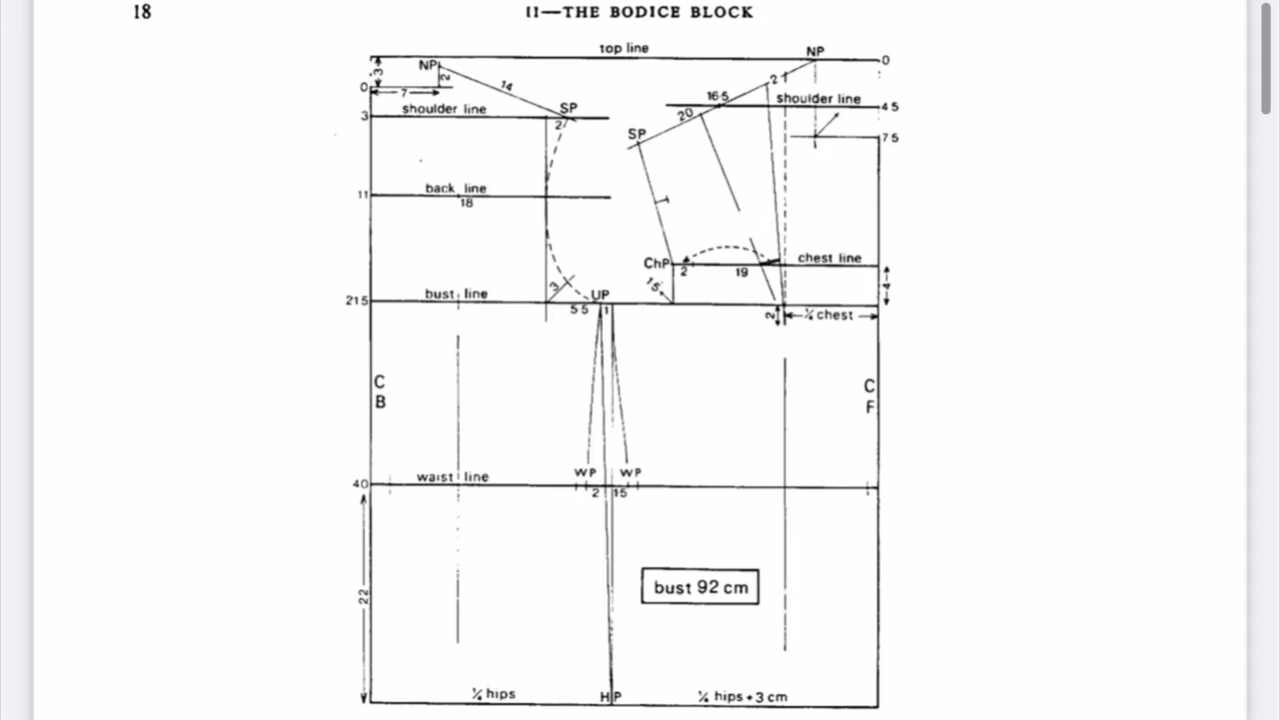 18
II—THE BODICE BLOCK
top line
NP
NP
0
3
2
14
2
0
7
16·5
shoulder line
SP
shoulder line
3
2
20
4 5
SP
7 5
back line
11
18
1
ChP
2
19
chest line
4
3
15
bust line
UP
21 5
5 5
1
2
¼ chest
C
B
C
F
WP
WP
waist line
40
2
15
22
bust 92 cm
¼ hips
HP
¼ hips + 3 cm